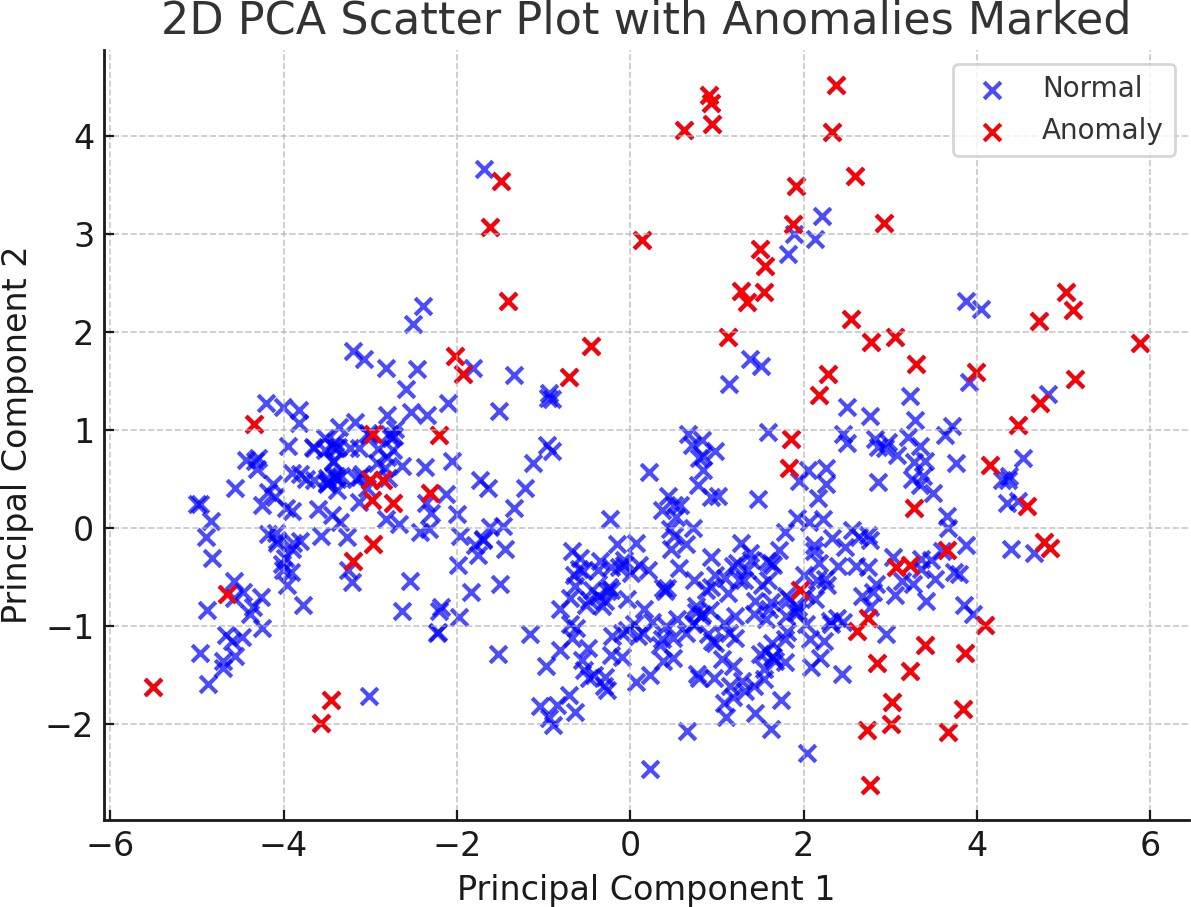 2D PCA Scatter Plot with Anomalies Marked
Normal
Anomaly
4
3
2
1
0
−1
−2
Principal Component 2
−6 −4 −2 0 2 4 6
Principal Component 1